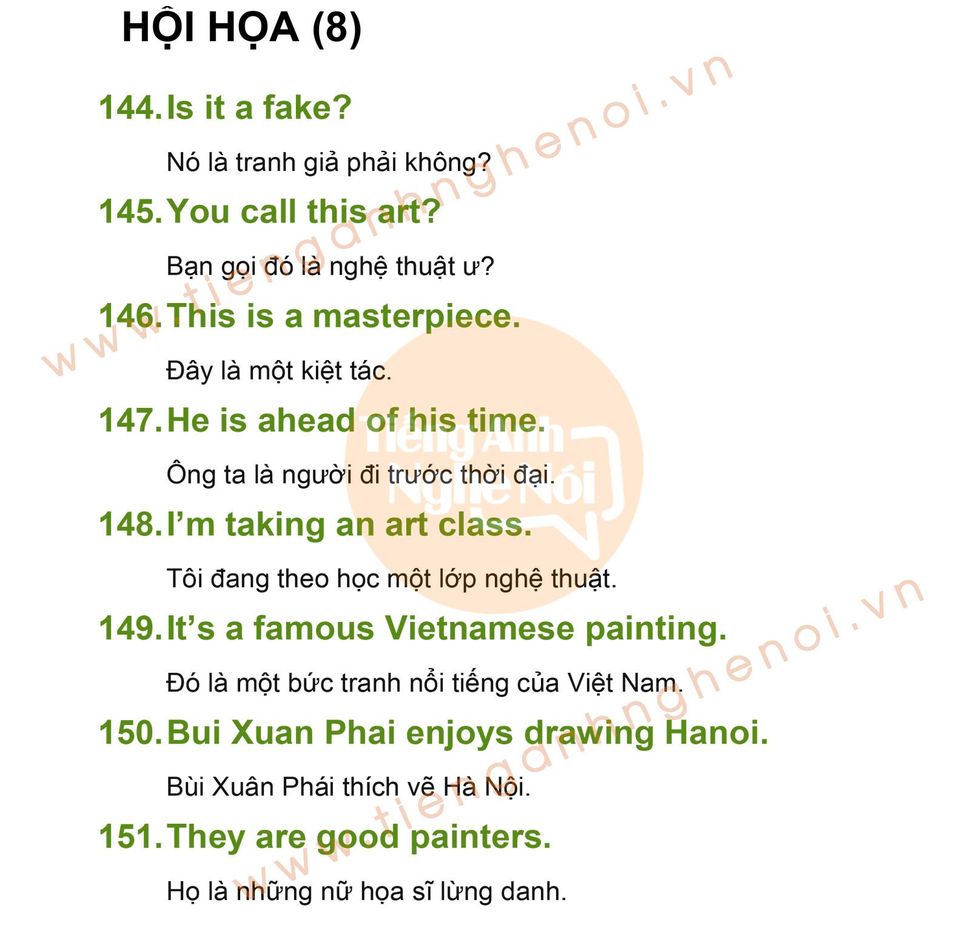 HỘI HỌA (8)
144. Is it a fake?
Nó là tranh giả phải không?
145. You call this art?
Bạn gọi đó là nghệ thuật ư?
146. This is a masterpiece.
Đây là một kiệt tác.
147. He is ahead of his time.
Ông ta là người đi trước thời đại.
148. I’m taking an art class.
Tôi đang theo học một lớp nghệ thuật.
149. It’s a famous Vietnamese painting.
Đó là một bức tranh nổi tiếng của Việt Nam.
150. Bui Xuan Phai enjoys drawing Hanoi.
Bùi Xuân Phái thích vẽ Hà Nội.
151. They are good painters.
Họ là những nữ họa sĩ lừng danh.
www.tienganhnghenoi.vn
Tiếng Anh
Nghe Nói
www.tienganhnghenoi.vn